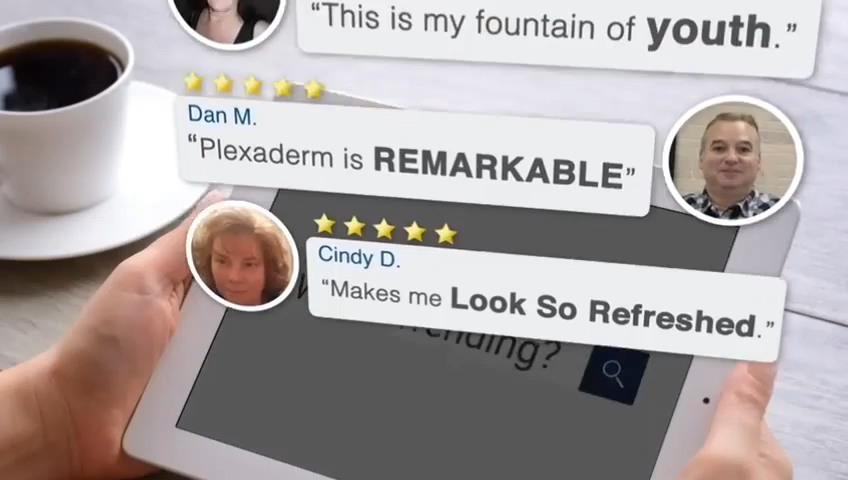 “This is my fountain of youth.”
Dan M.
“Plexaderm is REMARKABLE”
Cindy D.
“Makes me Look So Refreshed.”